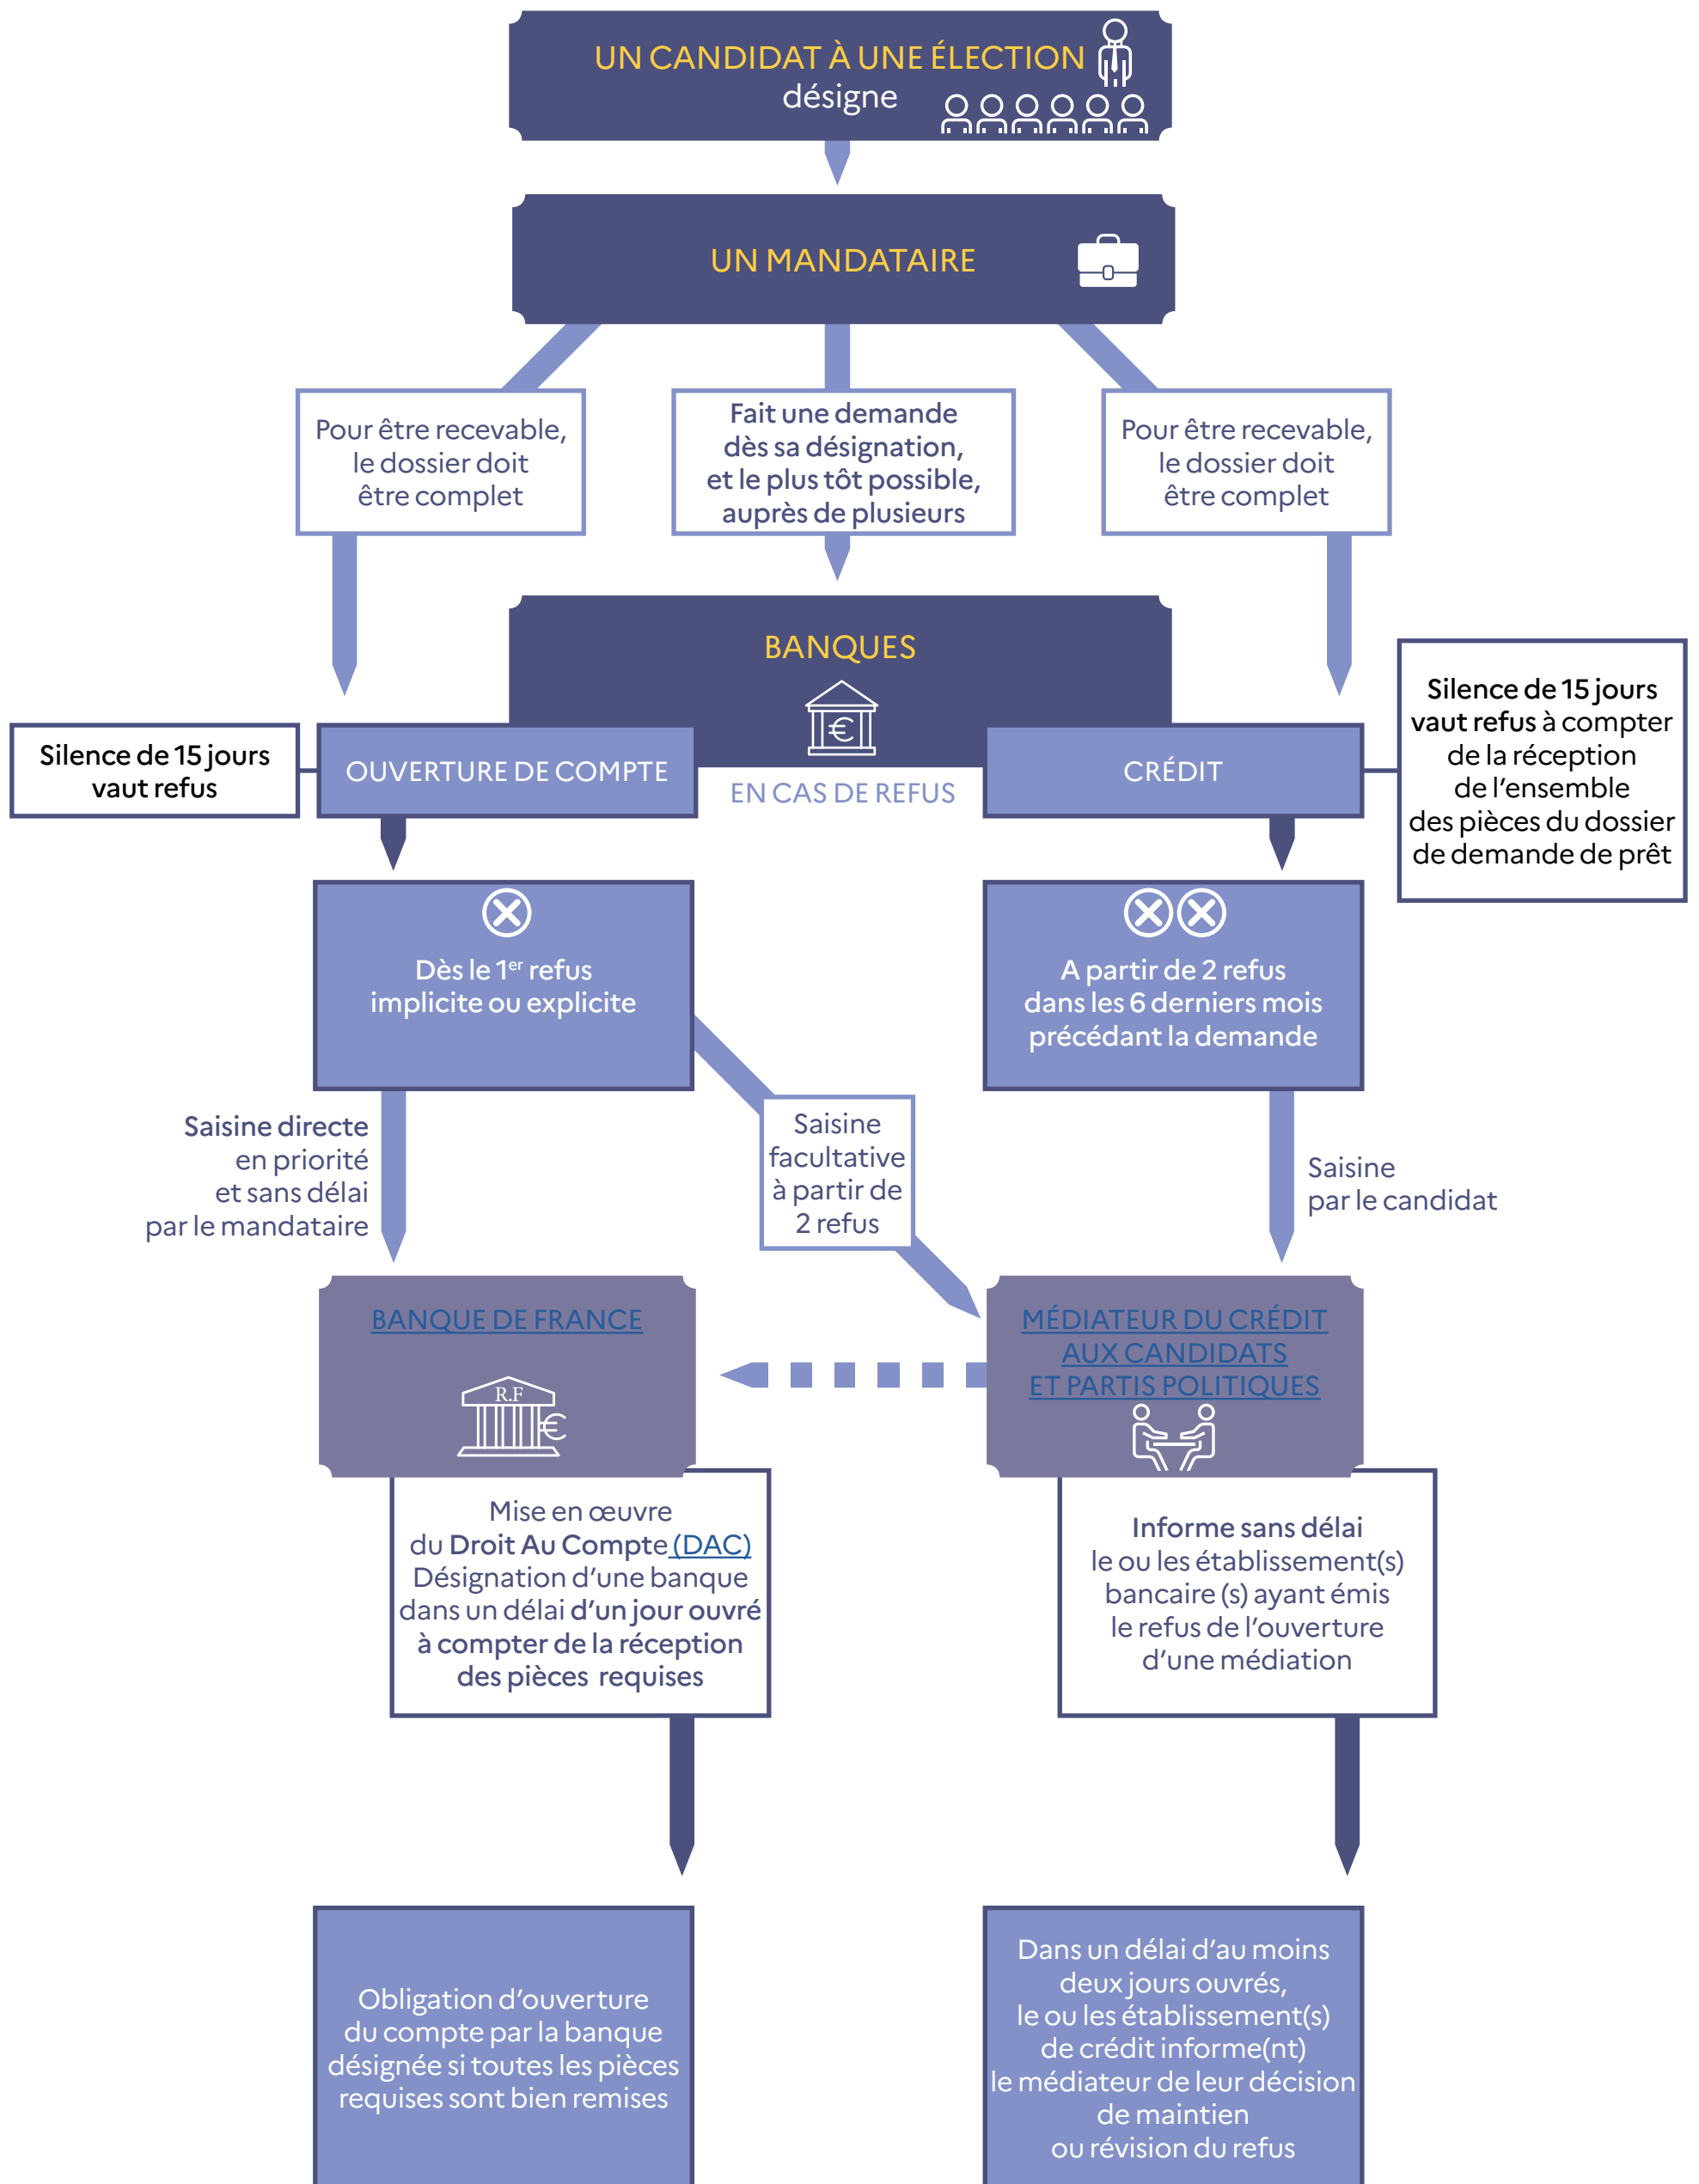 UN CANDIDAT À UNE ÉLECTION
désigne
UN MANDATAIRE
Pour être recevable,
le dossier doit
être complet
Fait une demande
dès sa désignation,
et le plus tôt possible,
auprès de plusieurs
Pour être recevable,
le dossier doit
être complet
BANQUES
€
Silence de 15 jours
vaut refus
OUVERTURE DE COMPTE
EN CAS DE REFUS
CRÉDIT
Silence de 15 jours
vaut refus à compter
de la réception
de l'ensemble
des pièces du dossier
de demande de prêt
Dès le 1er refus
implicite ou explicite
A partir de 2 refus
dans les 6 derniers mois
précédant la demande
Saisine directe
en priorité
et sans délai
par le mandataire
Saisine
facultative
à partir de
2 refus
Saisine
par le candidat
BANQUE DE FRANCE
R.F
€
MÉDIATEUR DU CRÉDIT
AUX CANDIDATS
ET PARTIS POLITIQUES
Mise en œuvre
du Droit Au Compte (DAC)
Désignation d'une banque
dans un délai d'un jour ouvré
à compter de la réception
des pièces requises
Informe sans délai
le ou les établissement(s)
bancaire (s) ayant émis
le refus de l'ouverture
d'une médiation
Obligation d'ouverture
du compte par la banque
désignée si toutes les pièces
requises sont bien remises
Dans un délai d'au moins
deux jours ouvrés,
le ou les établissement(s)
de crédit informe(nt)
le médiateur de leur décision
de maintien
ou révision du refus